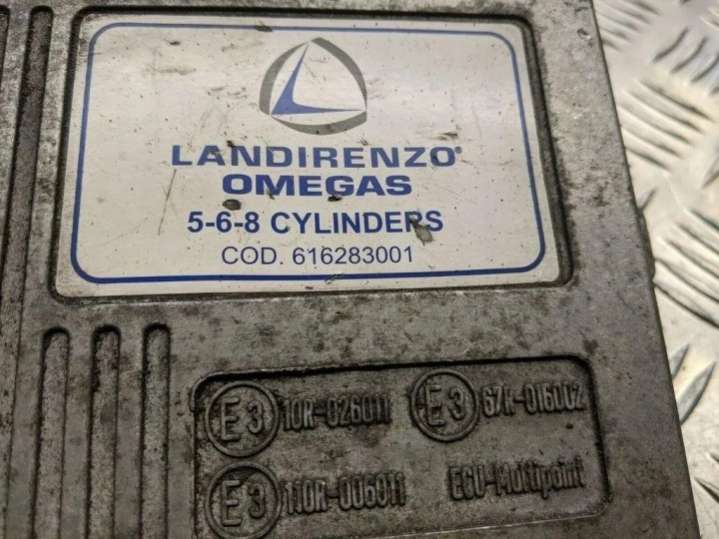 LANDIRENZO®
OMEGAS
5-6-8 CYLINDERS
COD. 616283001
E3 10R-026011 E3 67R-016002
E3 110R-006011 ECU-Multipoint